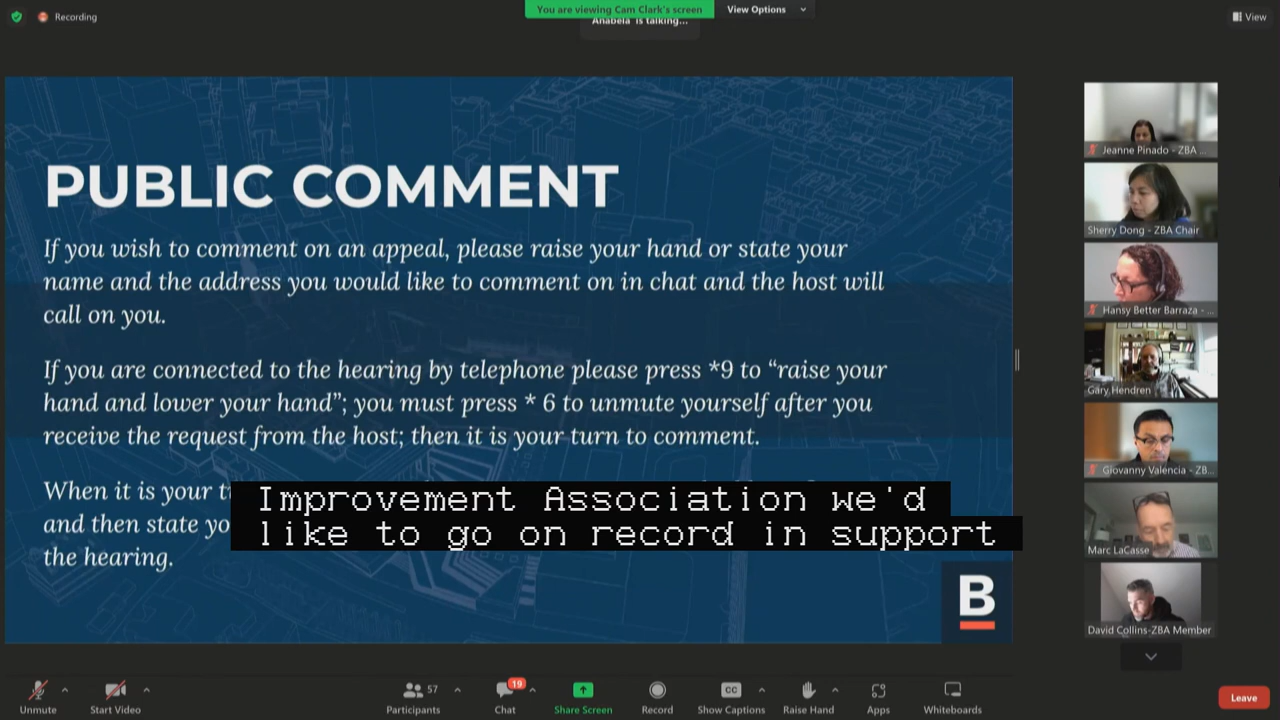 Recording
You are viewing Cam Clark's screen
View Options
Anabela is talking...
View
PUBLIC COMMENT
If you wish to comment on an appeal, please raise your hand or state your
name and the address you would like to comment on in chat and the host will
call on you.
If you are connected to the hearing by telephone please press *9 to “raise your
hand and lower your hand”; you must press * 6 to unmute yourself after you
receive the request from the host; then it is your turn to comment.
When it is your
and then state
the hearing.
Improvement Association we'd
like to go on record in support
B
Jeanne Pinado - ZBA ...
Sherry Dong - ZBA Chair
Hansy Better Barraza - ...
Gary Hendren
Giovanny Valencia - ZB...
Marc LaCasse
David Collins-ZBA Member
Unmute
Start Video
57
Participants
19
Chat
Share Screen
Record
CC
Show Captions
Raise Hand
Apps
Whiteboards
Leave